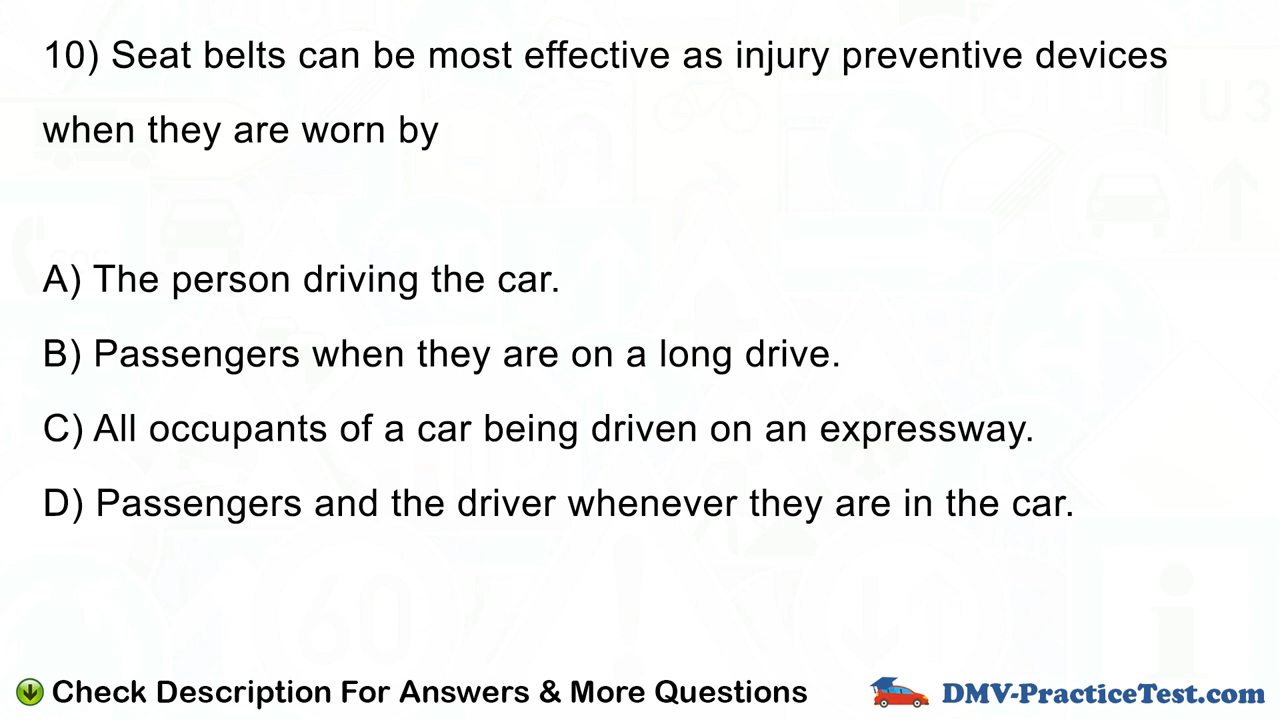 10) Seat belts can be most effective as injury preventive devices
when they are worn by
A) The person driving the car.
B) Passengers when they are on a long drive.
C) All occupants of a car being driven on an expressway.
D) Passengers and the driver whenever they are in the car.
Check Description For Answers & More Questions
DMV-PracticeTest.com